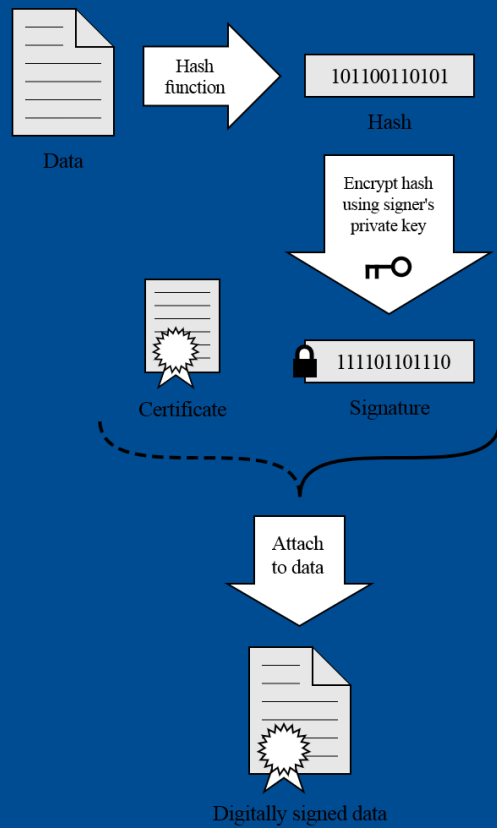 Hash
function
101100110101
Hash
Data
Encrypt hash
using signer's
private key
111101101110
Certificate
Signature
Attach
to data
Digitally signed data